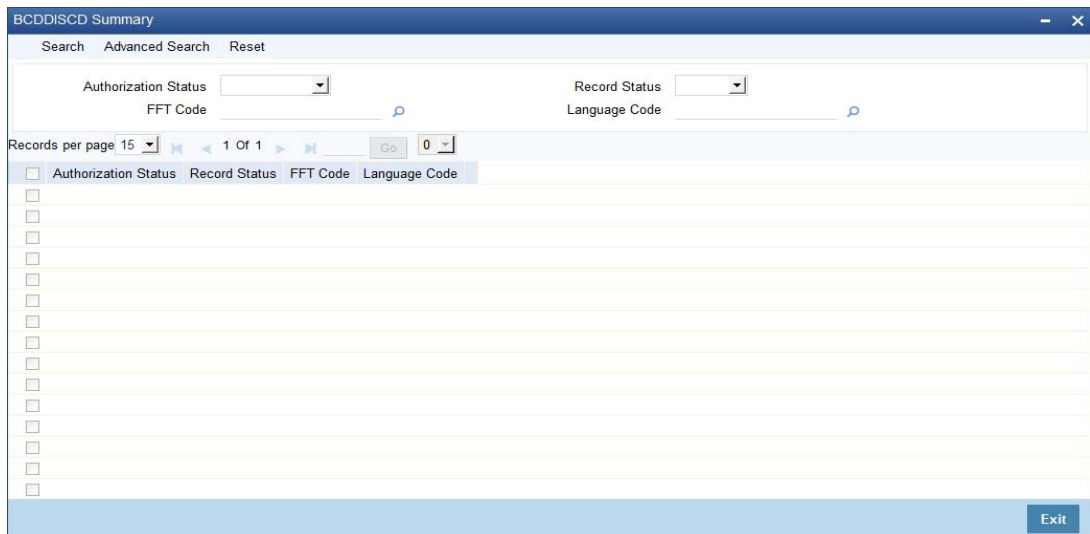 BCDDISCD Summary
Search Advanced Search Reset
Authorization Status Record Status
FFT Code Language Code
Records per page 15 1 Of 1 Go 0
Authorization Status Record Status FFT Code Language Code
Exit